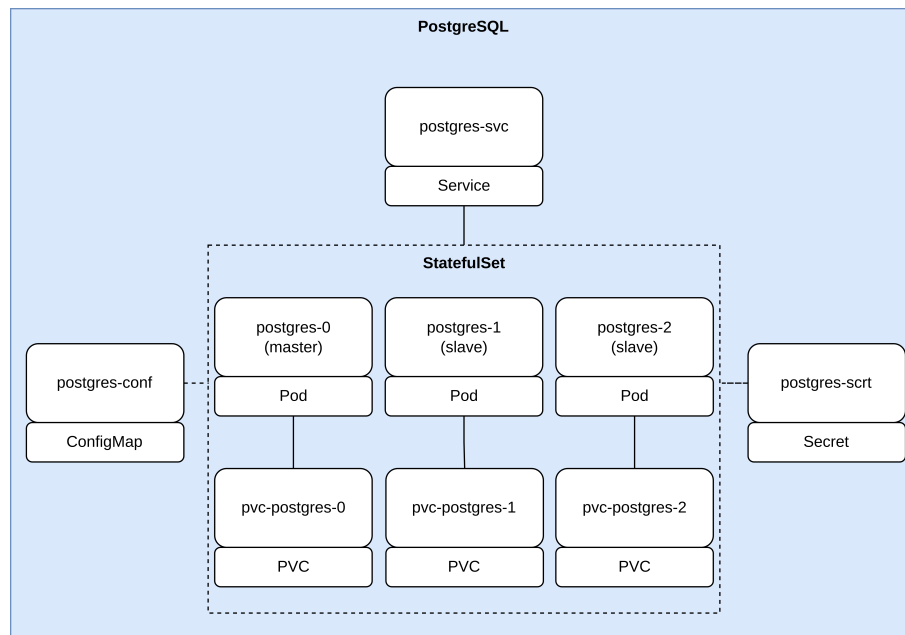 PostgreSQL
postgres-svc
Service
StatefulSet
postgres-0
(master)
Pod
postgres-1
(slave)
Pod
postgres-2
(slave)
Pod
postgres-conf
ConfigMap
postgres-scrt
Secret
pvc-postgres-0
PVC
pvc-postgres-1
PVC
pvc-postgres-2
PVC